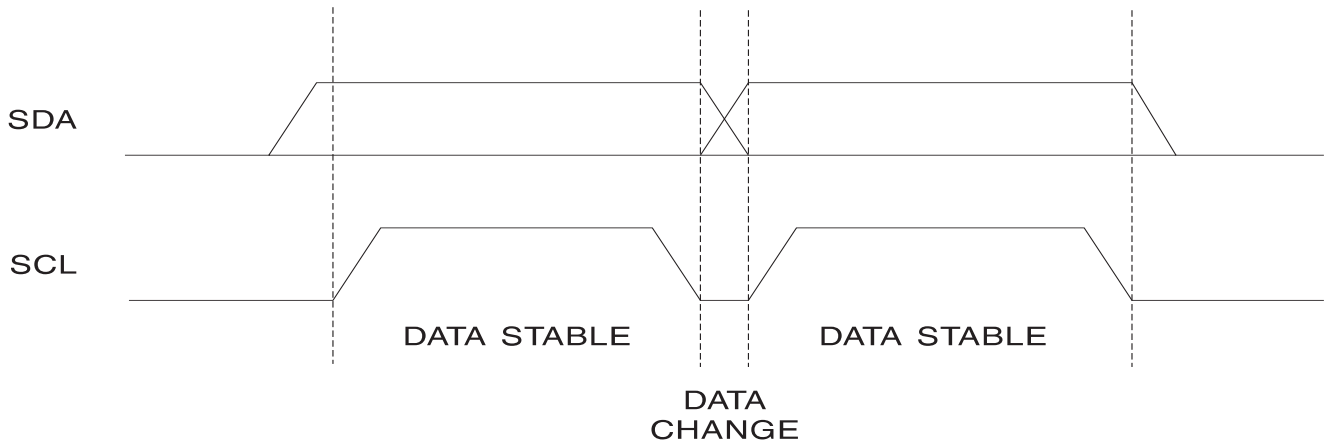 SDA
SCL
DATA STABLE
DATA STABLE
DATA
CHANGE